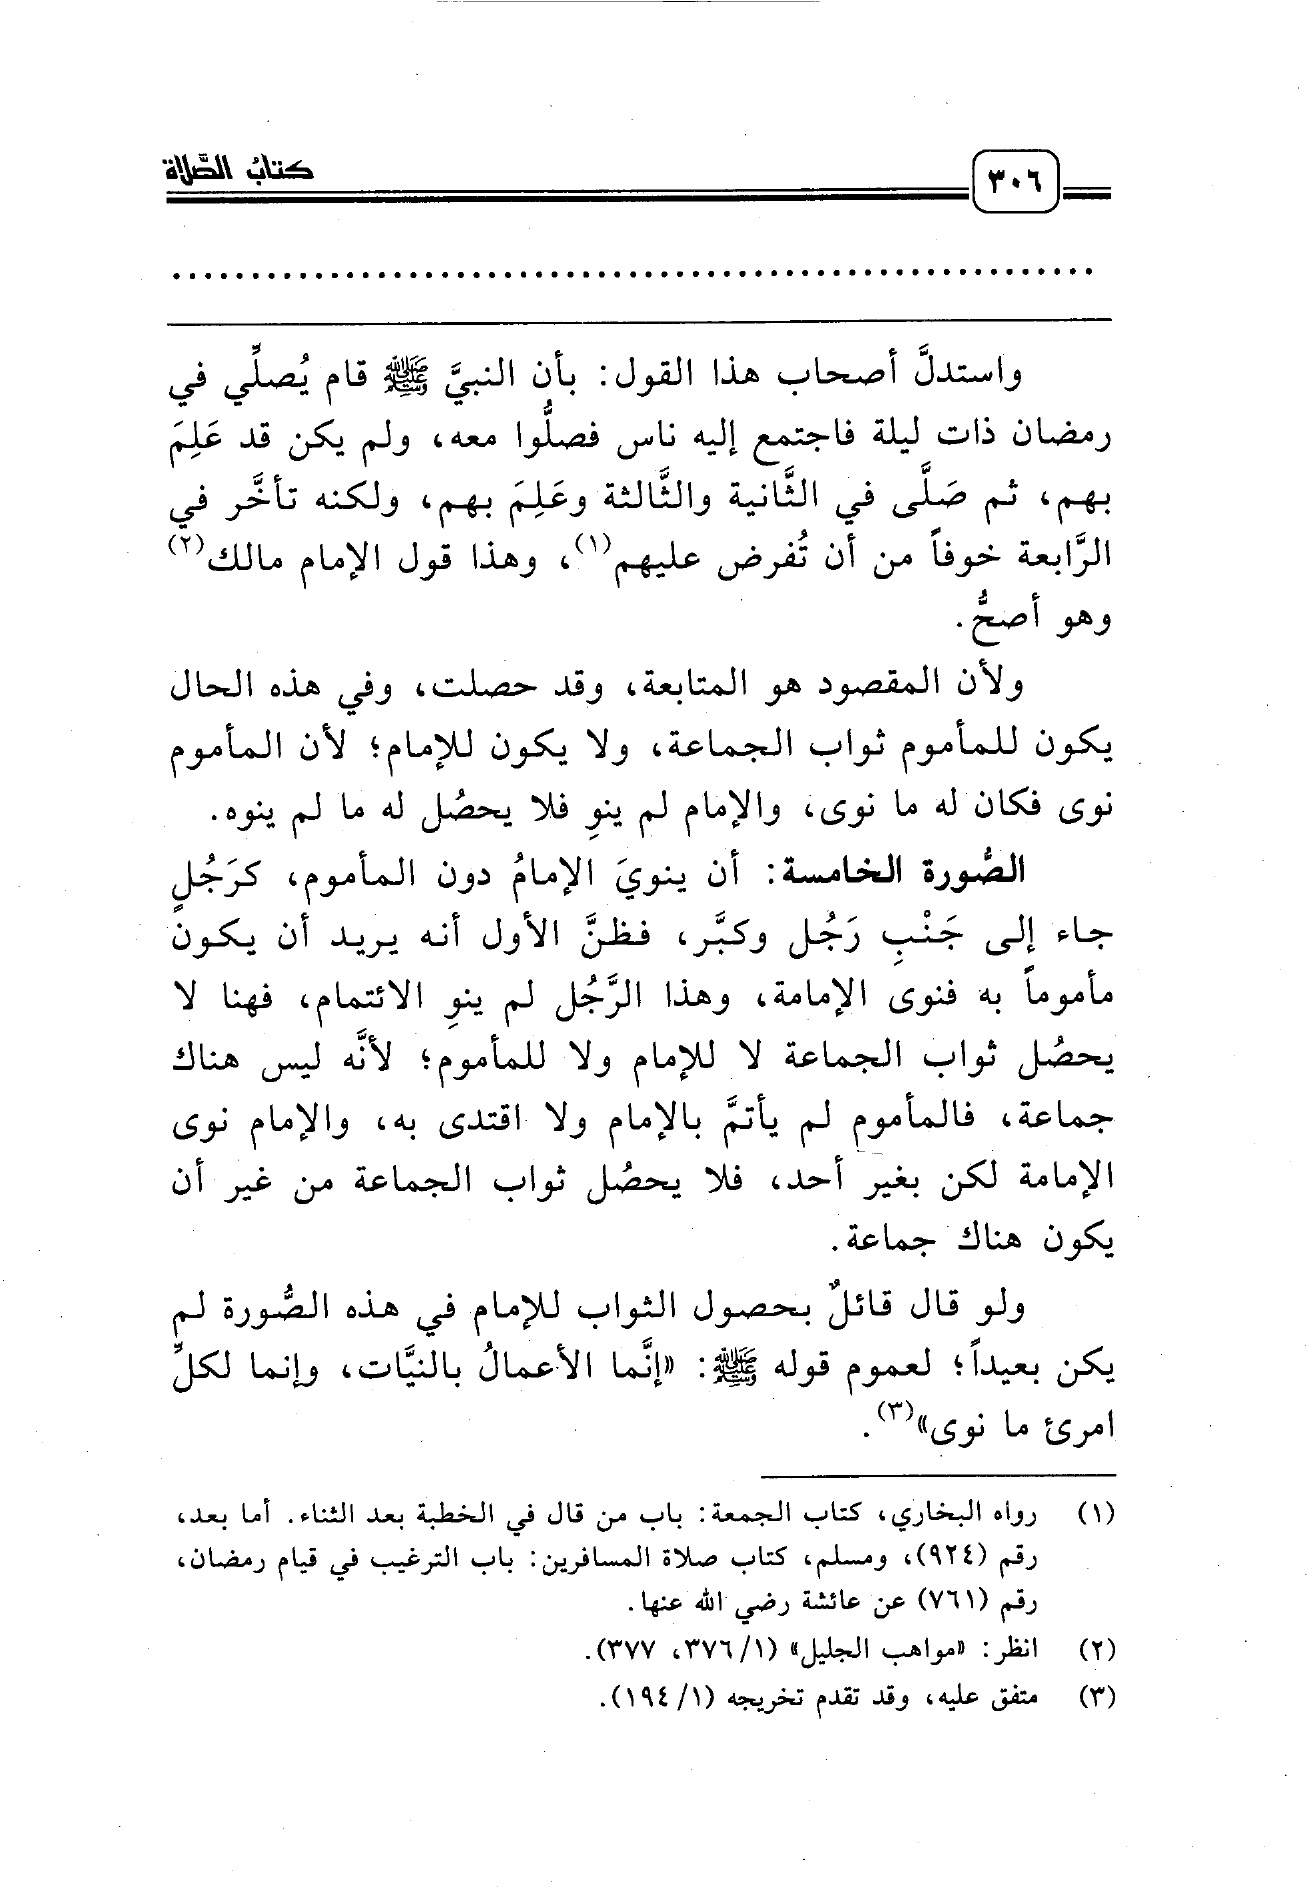 ٣٠٦
كتابُ الصَّلاة
واستدلَّ أصحاب هذا القول: بأن النبيَّ ﷺ قام يُصلِّي في
رمضان ذات ليلة فاجتمع إليه ناس فصلُّوا معه، ولم يكن قد عَلِمَ
بهم، ثم صَلَّى في الثَّانية والثَّالثة وعَلِمَ بهم، ولكنه تأخَّر في
الرَّابعة خوفاً من أن تُفرض عليهم(١)، وهذا قول الإمام مالك(٢)
وهو أصحُّ.
ولأن المقصود هو المتابعة، وقد حصلت، وفي هذه الحال
يكون للمأموم ثواب الجماعة، ولا يكون للإمام؛ لأن المأموم
نوى فكان له ما نوى، والإمام لم ينوِ فلا يحصُل له ما لم ينوه.
الصُّورة الخامسة: أن ينويَ الإمامُ دون المأموم، كرَجُلٍ
جاء إلى جَنْبِ رَجُل وكبَّر، فظنَّ الأول أنه يريد أن يكون
مأموماً به فنوى الإمامة، وهذا الرَّجُل لم ينوِ الائتمام، فهنا لا
يحصُل ثواب الجماعة لا للإمام ولا للمأموم؛ لأنَّه ليس هناك
جماعة، فالمأموم لم يأتمَّ بالإمام ولا اقتدى به، والإمام نوى
الإمامة لكن بغير أحد، فلا يحصُل ثواب الجماعة من غير أن
يكون هناك جماعة.
ولو قال قائلٌ بحصول الثواب للإمام في هذه الصُّورة لم
يكن بعيداً؛ لعموم قوله ﷺ: «إنَّما الأعمالُ بالنيَّات، وإنما لكلِّ
امرئ ما نوى»(٣).
(١) رواه البخاري، كتاب الجمعة: باب من قال في الخطبة بعد الثناء. أما بعد،
رقم (٩٢٤)، ومسلم، كتاب صلاة المسافرين: باب الترغيب في قيام رمضان،
رقم (٧٦١) عن عائشة رضي الله عنها.
(٢) انظر: «مواهب الجليل» (١/ ٣٧٦، ٣٧٧).
(٣) متفق عليه، وقد تقدم تخريجه (١/ ١٩٤).